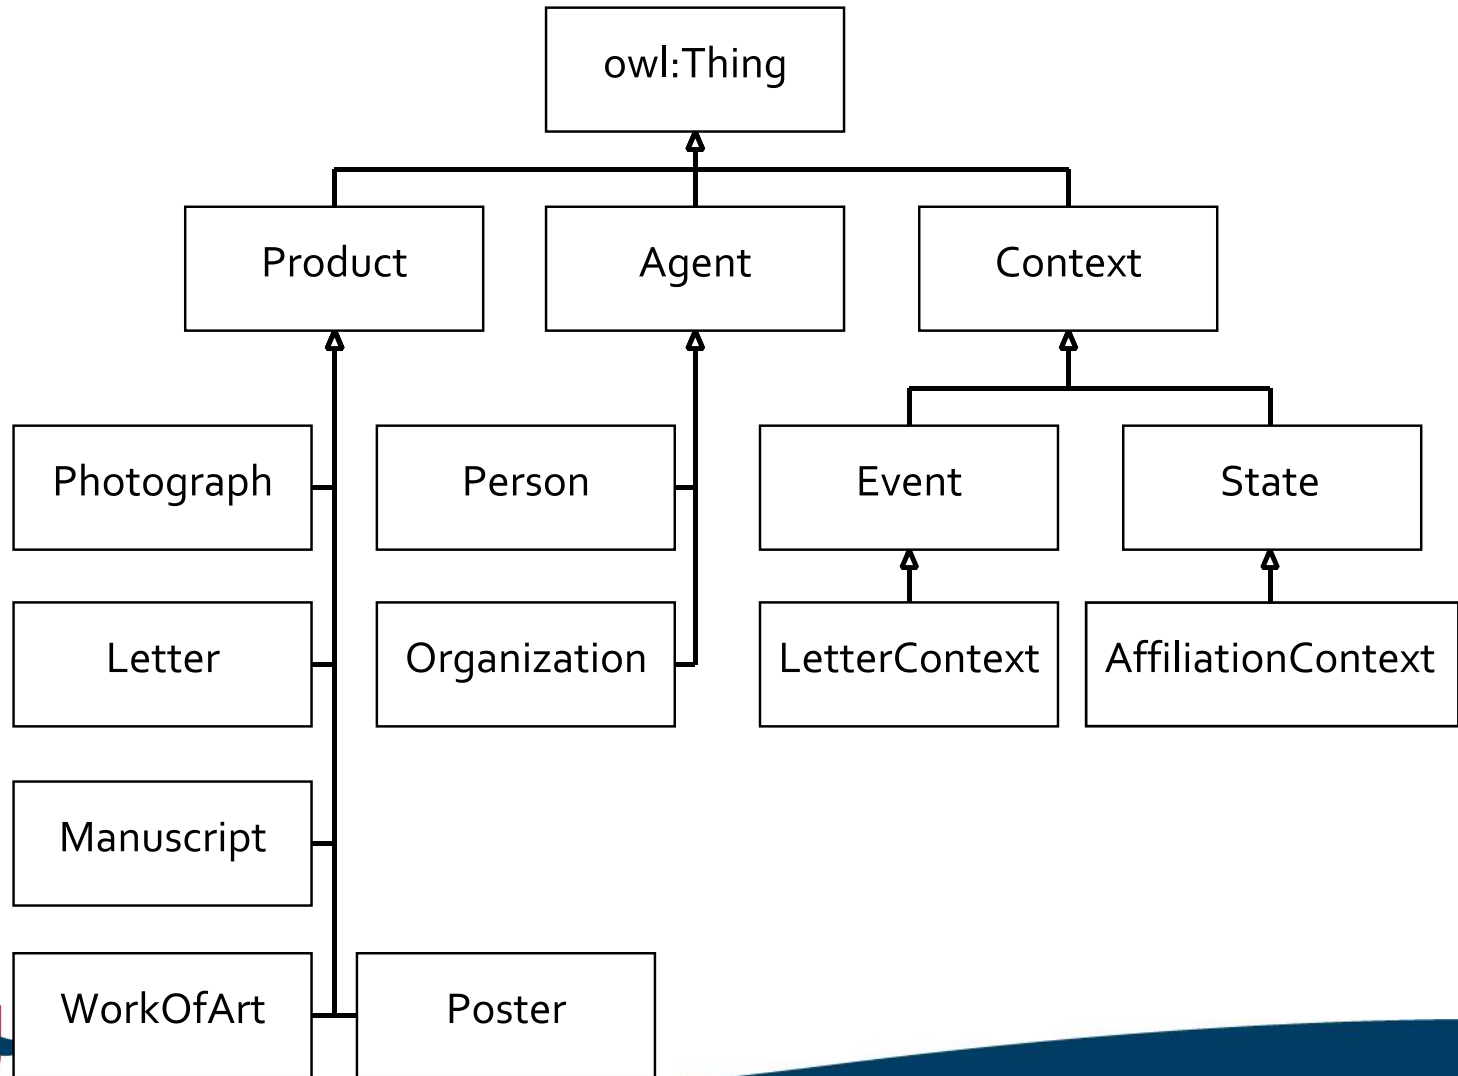 owl:Thing
Product
Agent
Context
Photograph
Person
Event
State
Letter
Organization
LetterContext
AffiliationContext
Manuscript
WorkOfArt
Poster